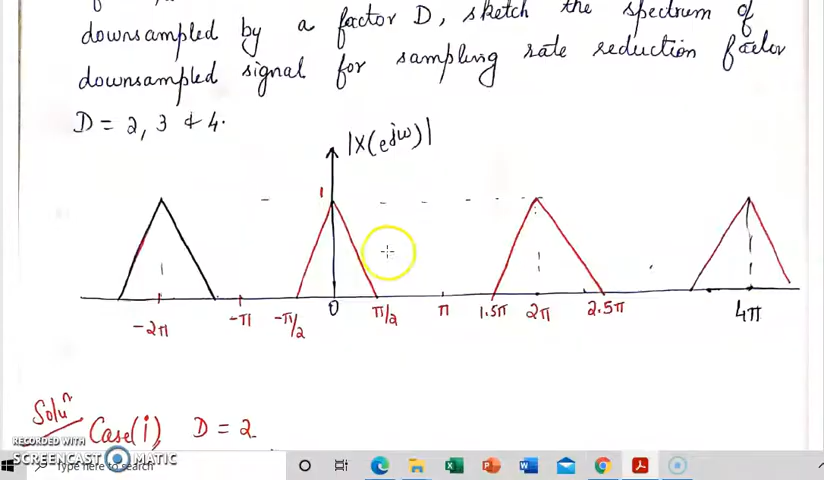 downsampled by a factor D, sketch the spectrum of
downsampled signal for sampling rate reduction factor
D = 2, 3 & 4.
|X(e^jω)|
1
-2π -π -π/2 0 π/2 π 1.5π 2π 2.5π 4π
Soluⁿ
Case(i), D = 2
RECORDED WITH
SCREENCAST MATIC
Type here to search